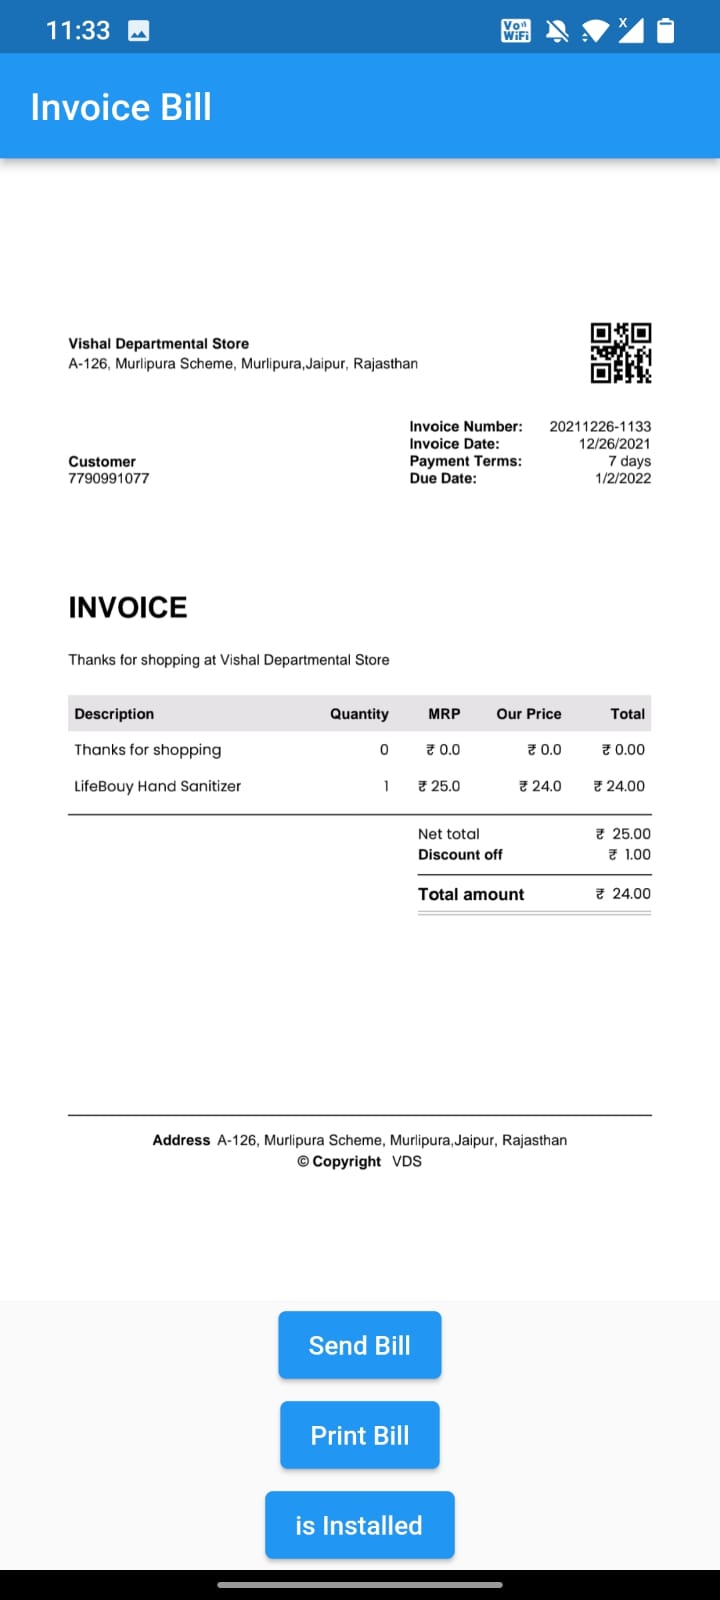 11:33 Vo)) WiFi x
Invoice Bill
Vishal Departmental Store
A-126, Murlipura Scheme, Murlipura,Jaipur, Rajasthan
Invoice Number: 20211226-1133
Invoice Date: 12/26/2021
Customer Payment Terms: 7 days
7790991077 Due Date: 1/2/2022
INVOICE
Thanks for shopping at Vishal Departmental Store
Description Quantity MRP Our Price Total
Thanks for shopping 0 ₹ 0.0 ₹ 0.0 ₹ 0.00
LifeBouy Hand Sanitizer 1 ₹ 25.0 ₹ 24.0 ₹ 24.00
Net total ₹ 25.00
Discount off ₹ 1.00
Total amount ₹ 24.00
Address A-126, Murlipura Scheme, Murlipura,Jaipur, Rajasthan
© Copyright VDS
Send Bill
Print Bill
is Installed